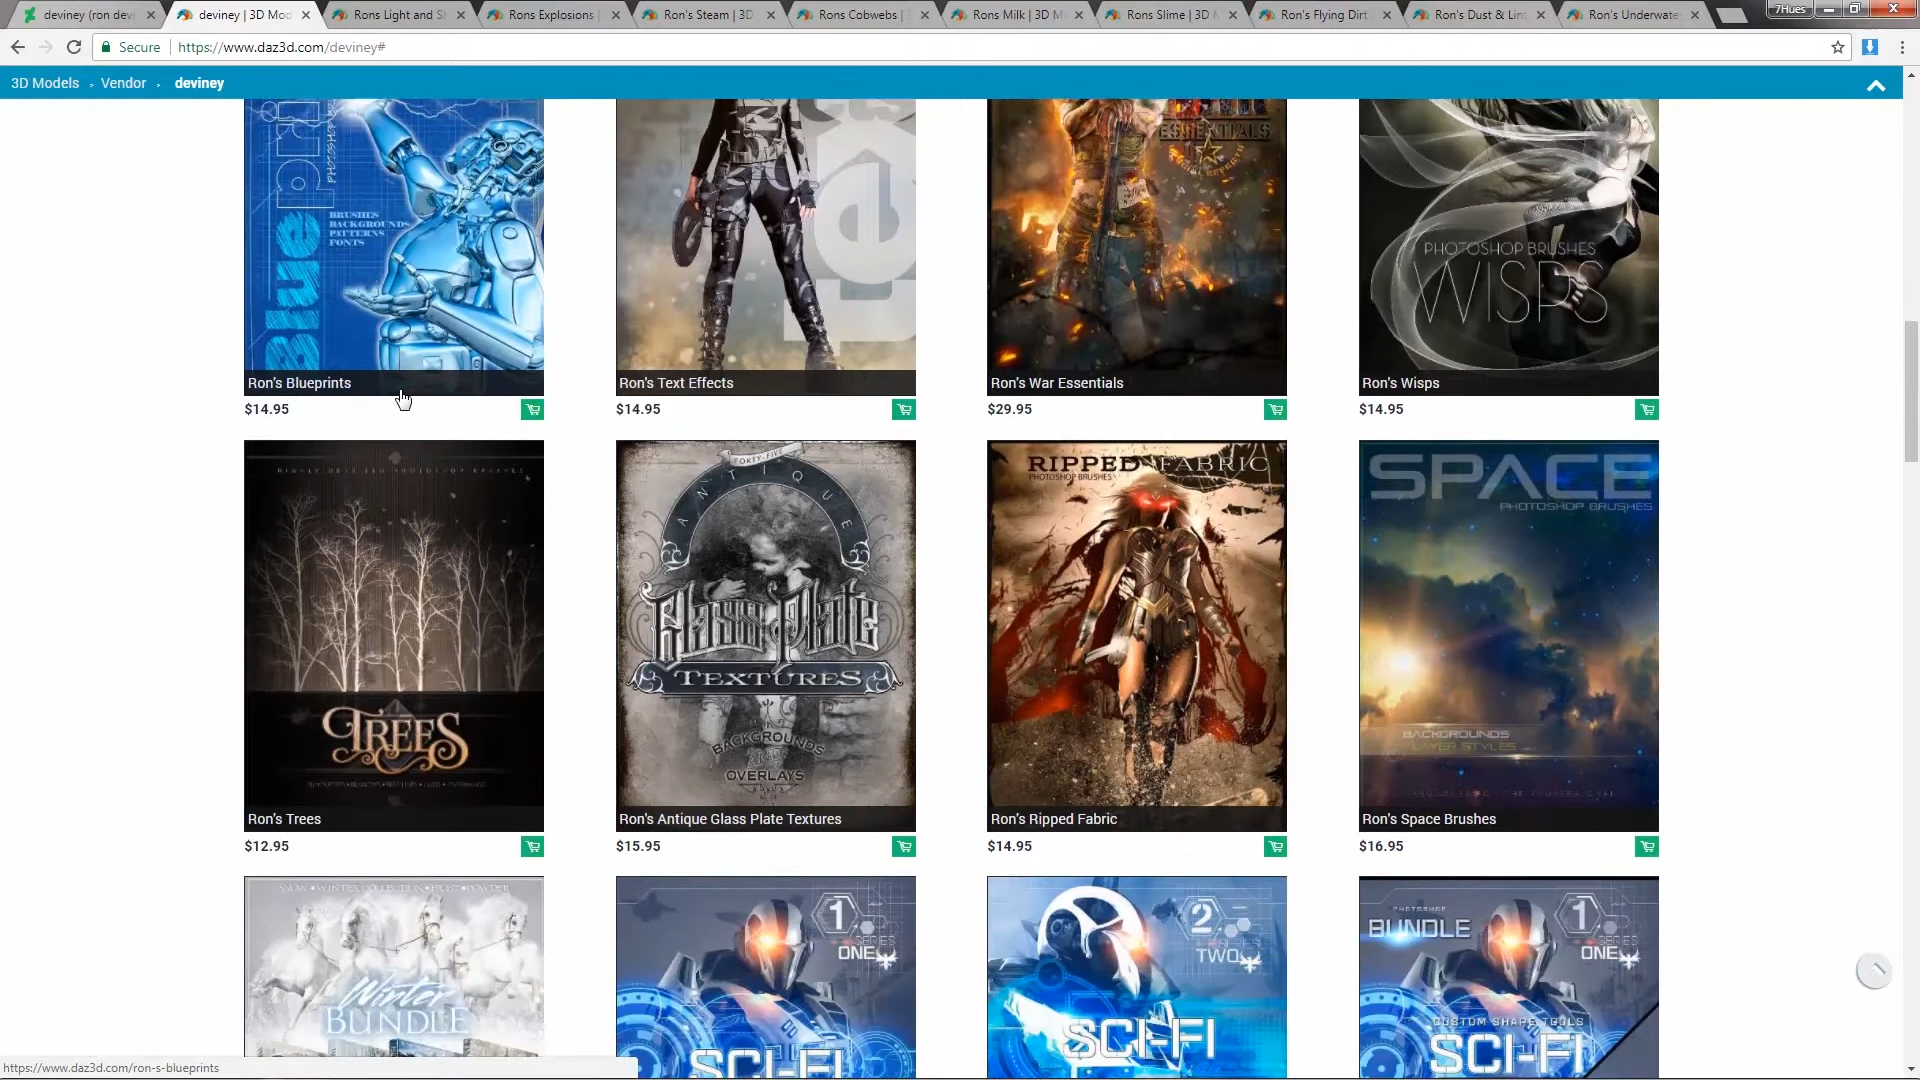 deviney (ron devi
deviney | 3D Mod
Rons Light and S
Rons Explosions |
Ron's Steam | 3D
Rons Cobwebs |
Rons Milk | 3D M
Rons Slime | 3D M
Ron's Flying Dirt
Ron's Dust & Lint
Ron's Underwate
7Hues
Secure
https://www.daz3d.com/deviney#
3D Models
Vendor
deviney
Blue
BRUSHES
BACKGROUNDS
PATTERNS
FONTS
ESSENTIALS
PHOTOSHOP BRUSHES
WISPS
Ron's Blueprints
Ron's Text Effects
Ron's War Essentials
Ron's Wisps
$14.95
$14.95
$29.95
$14.95
TREES
FORTY-FIVE
ANTIQUE
Glass Plate
TEXTURES
BACKGROUNDS
AND
OVERLAYS
RIPPED FABRIC
PHOTOSHOP BRUSHES
SPACE
PHOTOSHOP BRUSHES
BACKGROUNDS
LAYER STYLES
Ron's Trees
Ron's Antique Glass Plate Textures
Ron's Ripped Fabric
Ron's Space Brushes
$12.95
$15.95
$14.95
$16.95
Winter
BUNDLE
1
SERIES
ONE
SCI-FI
2
SERIES
TWO
SCI-FI
PHOTOSHOP
BUNDLE
1
SERIES
ONE
CUSTOM SHAPE TOOLS
SCI-FI
https://www.daz3d.com/ron-s-blueprints